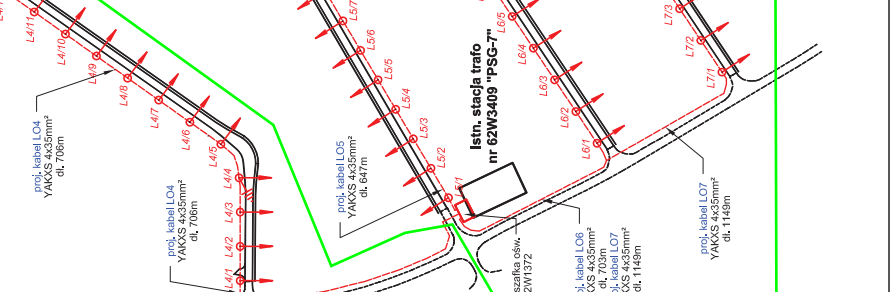 L4/11
L4/10
L4/9
L4/8
L4/7
L4/6
L4/5
L4/4
L4/3
L4/2
L4/1
proj. kabel LO4
YAKXS 4x35mm²
dł. 706m
proj. kabel LO4
YAKXS 4x35mm²
dł. 706m
L5/7
L5/6
L5/5
L5/4
L5/3
L5/2
proj. kabel LO5
YAKXS 4x35mm²
dł. 647m
Istn. stacja trafo
nr 62W3409 "PSG-7"
L6/5
L6/4
L6/3
L6/2
L6/1
L7/3
L7/2
L7/1
szafka ośw.
2W1372
kabel LO6
4x35mm²
dł. 703m
kabel LO7
4x35mm²
1149m
proj. kabel LO7
YAKXS 4x35mm²
dł. 1149m